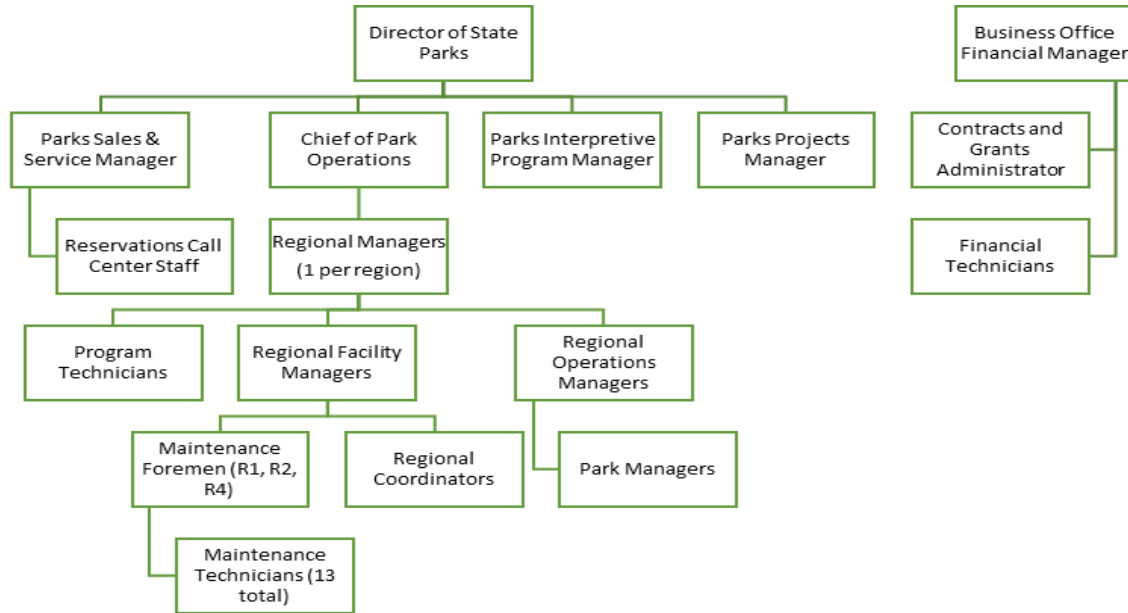 Director of State
Parks
Business Office
Financial Manager
Parks Sales &
Service Manager
Chief of Park
Operations
Parks Interpretive
Program Manager
Parks Projects
Manager
Contracts and
Grants
Administrator
Reservations Call
Center Staff
Regional Managers
(1 per region)
Financial
Technicians
Program
Technicians
Regional Facility
Managers
Regional
Operations
Managers
Maintenance
Foremen (R1, R2,
R4)
Regional
Coordinators
Park Managers
Maintenance
Technicians (13
total)